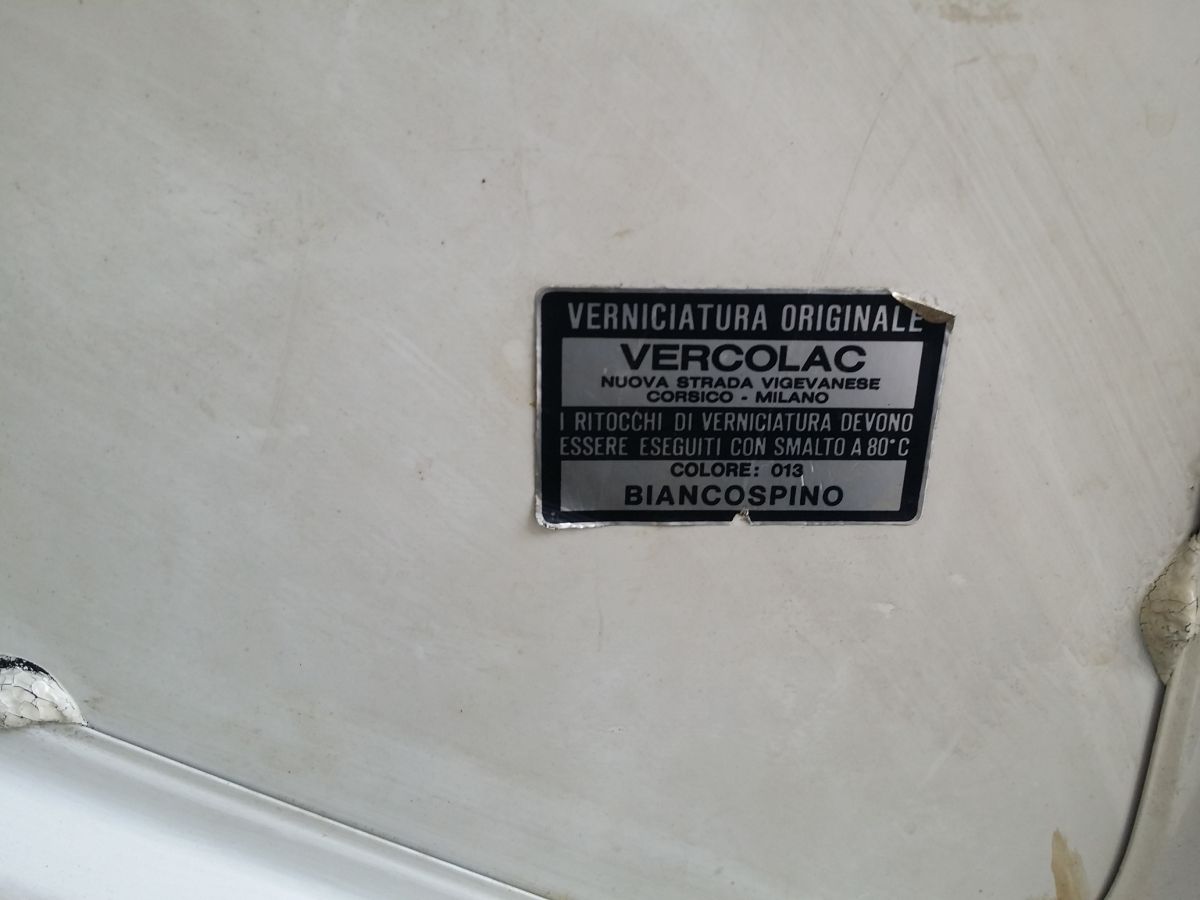 VERNICIATURA ORIGINALE
VERCOLAC
NUOVA STRADA VIGEVANESE
CORSICO - MILANO
I RITOCCHI DI VERNICIATURA DEVONO
ESSERE ESEGUITI CON SMALTO A 80°C
COLORE: 013
BIANCOSPINO